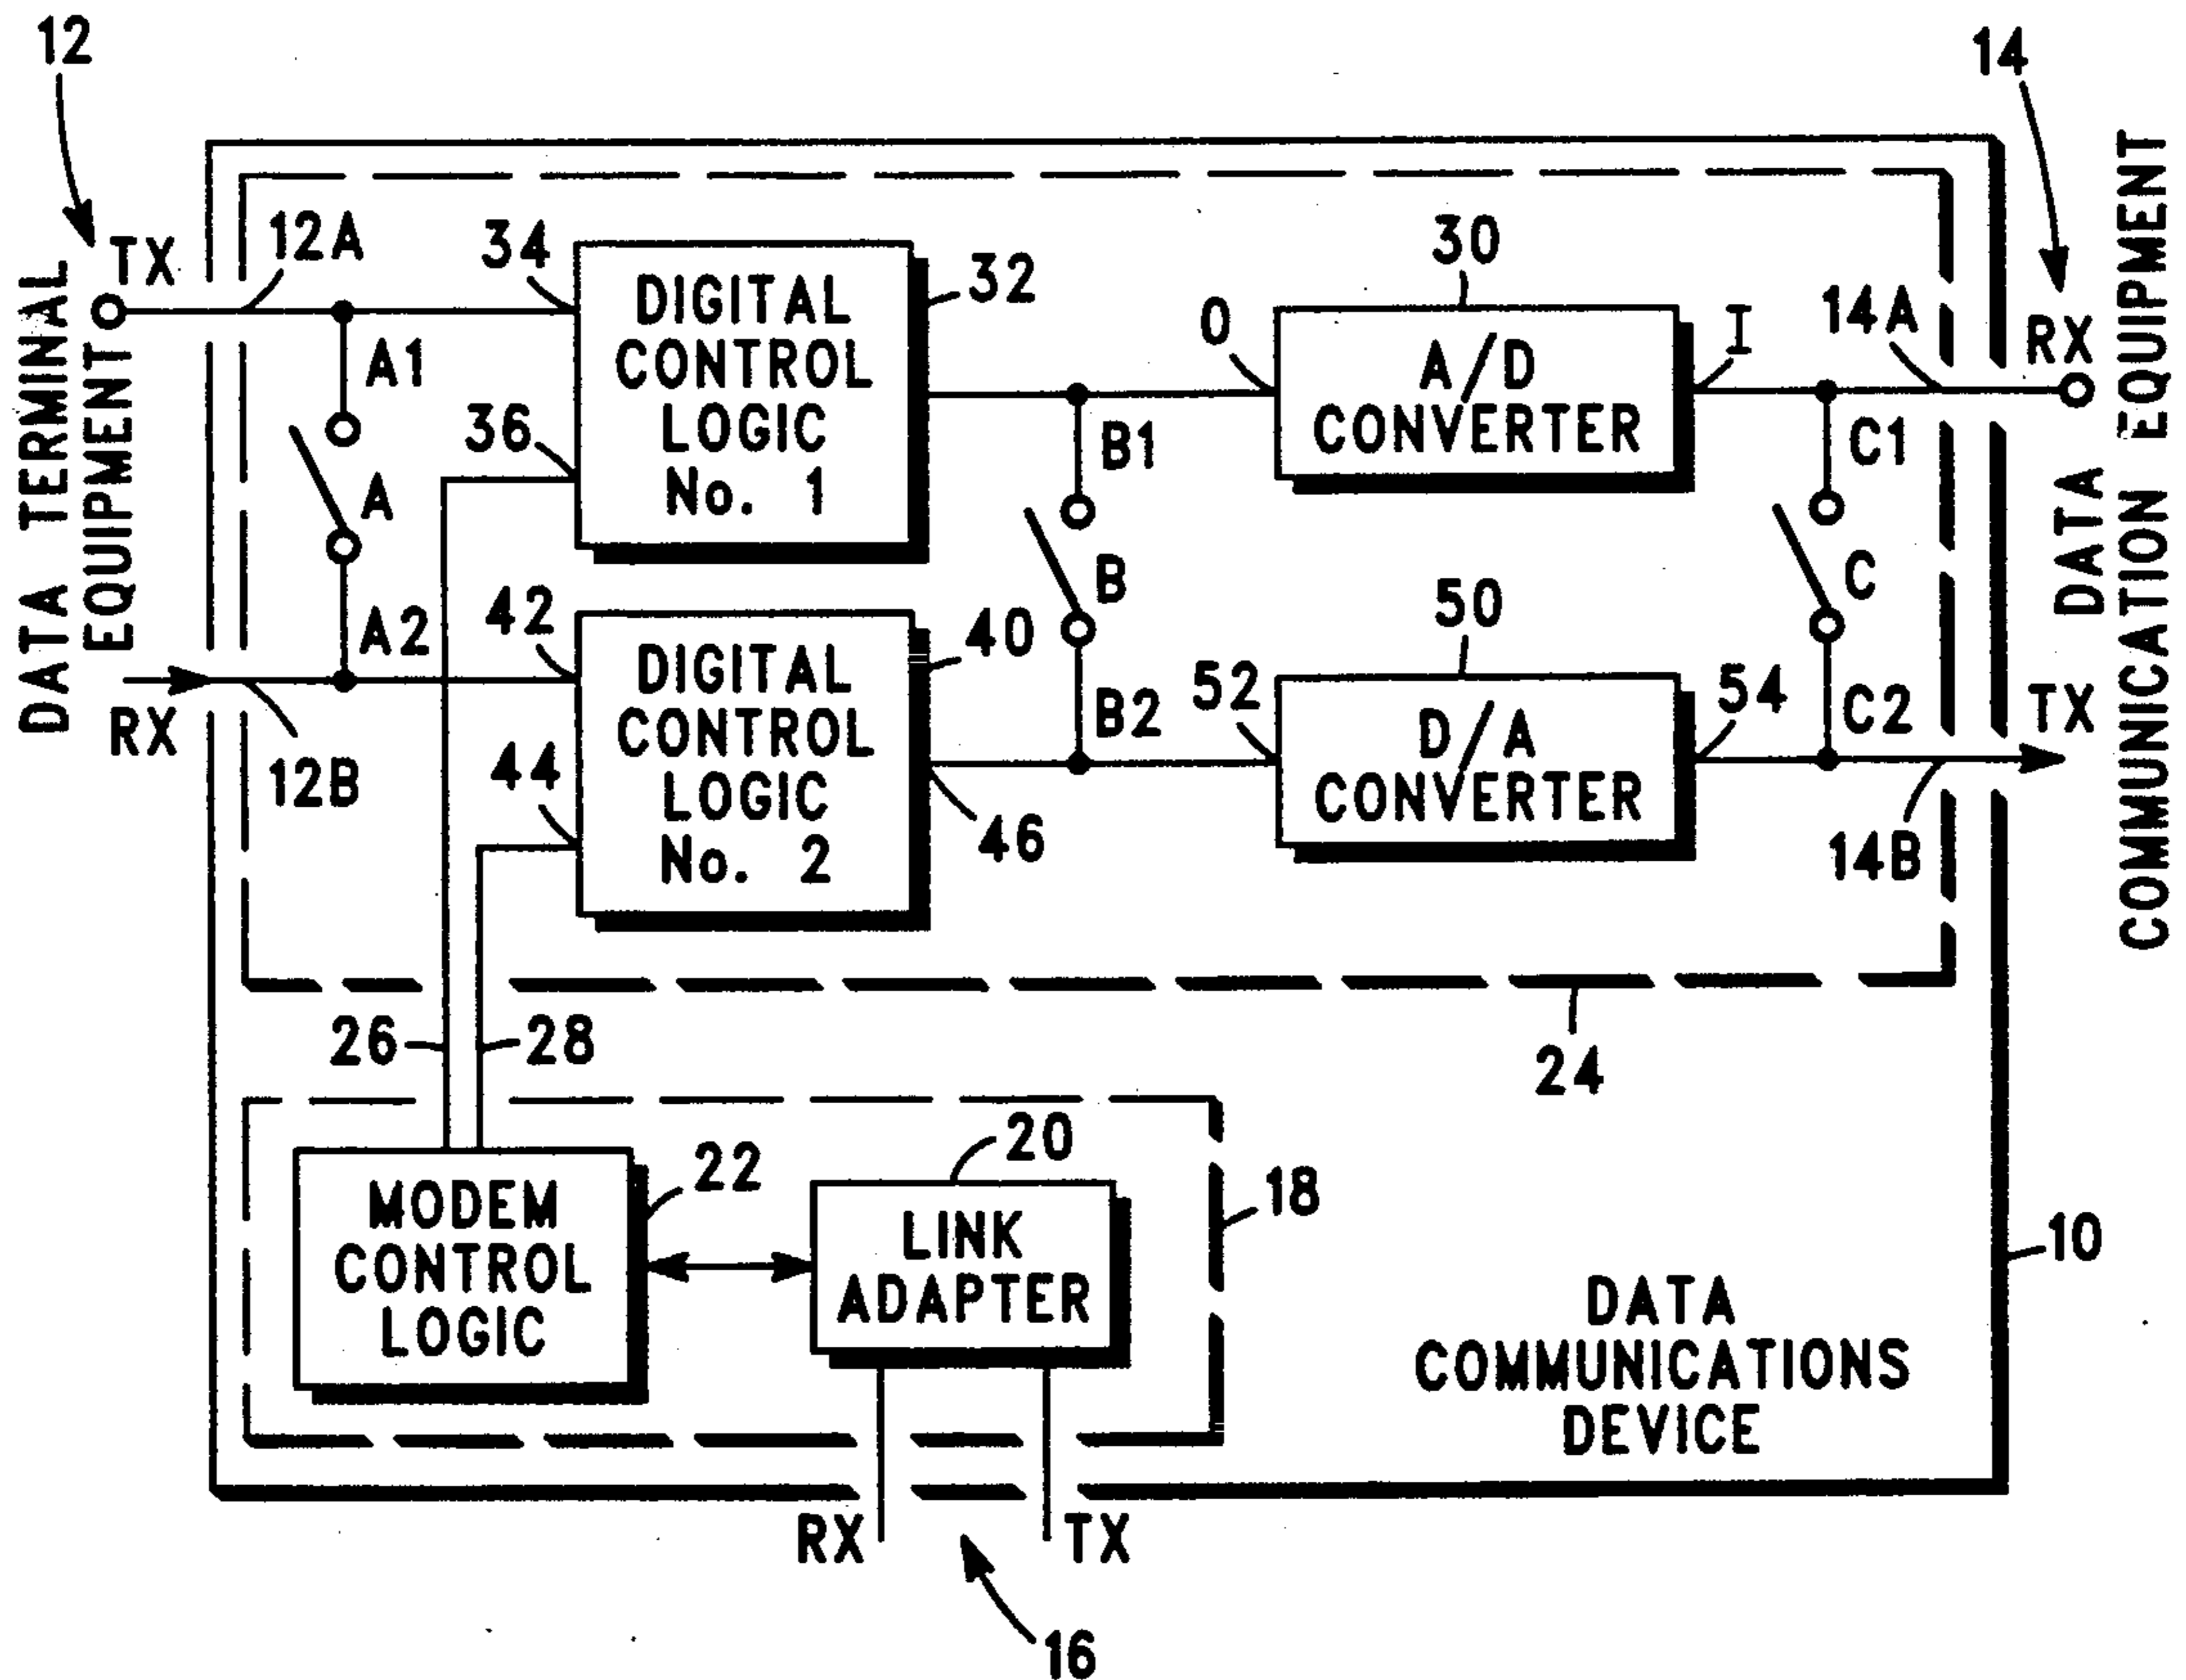 12
14
DATA TERMINAL
EQUIPMENT
TX
12A
34
DIGITAL
CONTROL
LOGIC
No. 1
32
O
30
A/D
CONVERTER
I
14A
RX
DATA
COMMUNICATION EQUIPMENT
A1
A
A2
36
B1
B
B2
C1
C
C2
RX
12B
42
44
DIGITAL
CONTROL
LOGIC
No. 2
40
46
52
50
D/A
CONVERTER
54
TX
14B
26
28
24
MODEM
CONTROL
LOGIC
22
20
LINK
ADAPTER
18
10
DATA
COMMUNICATIONS
DEVICE
RX
TX
16